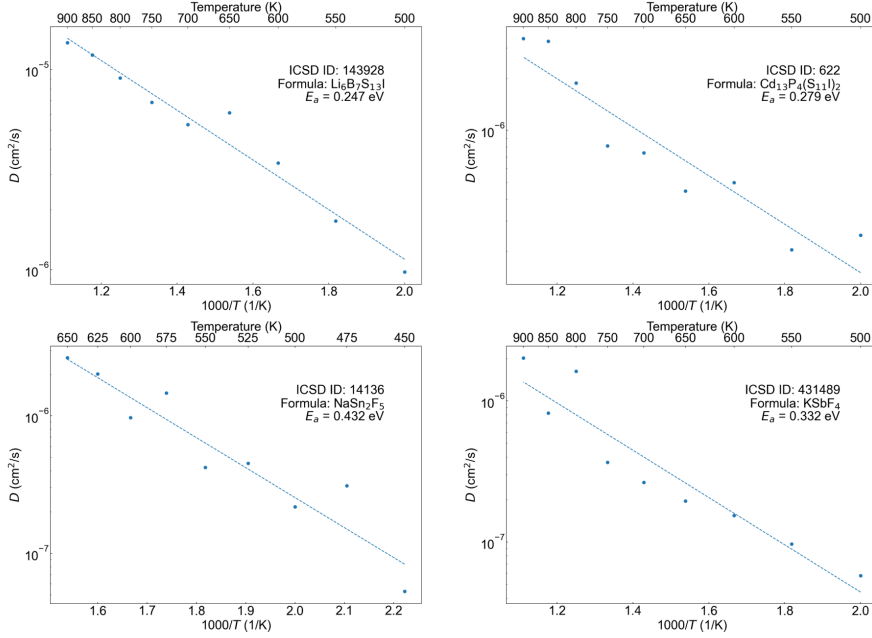 Temperature (K)
900 850 800 750 700 650 600 550 500
10⁻⁵
10⁻⁶
D (cm²/s)
ICSD ID: 143928
Formula: Li₆B₇S₁₃I
Eₐ = 0.247 eV
1.2 1.4 1.6 1.8 2.0
1000/T (1/K)
Temperature (K)
900 850 800 750 700 650 600 550 500
10⁻⁶
D (cm²/s)
ICSD ID: 622
Formula: Cd₁₃P₄(S₁₁I)₂
Eₐ = 0.279 eV
1.2 1.4 1.6 1.8 2.0
1000/T (1/K)
Temperature (K)
650 625 600 575 550 525 500 475 450
10⁻⁶
10⁻⁷
D (cm²/s)
ICSD ID: 14136
Formula: NaSn₂F₅
Eₐ = 0.432 eV
1.6 1.7 1.8 1.9 2.0 2.1 2.2
1000/T (1/K)
Temperature (K)
900 850 800 750 700 650 600 550 500
10⁻⁶
10⁻⁷
D (cm²/s)
ICSD ID: 431489
Formula: KSbF₄
Eₐ = 0.332 eV
1.2 1.4 1.6 1.8 2.0
1000/T (1/K)